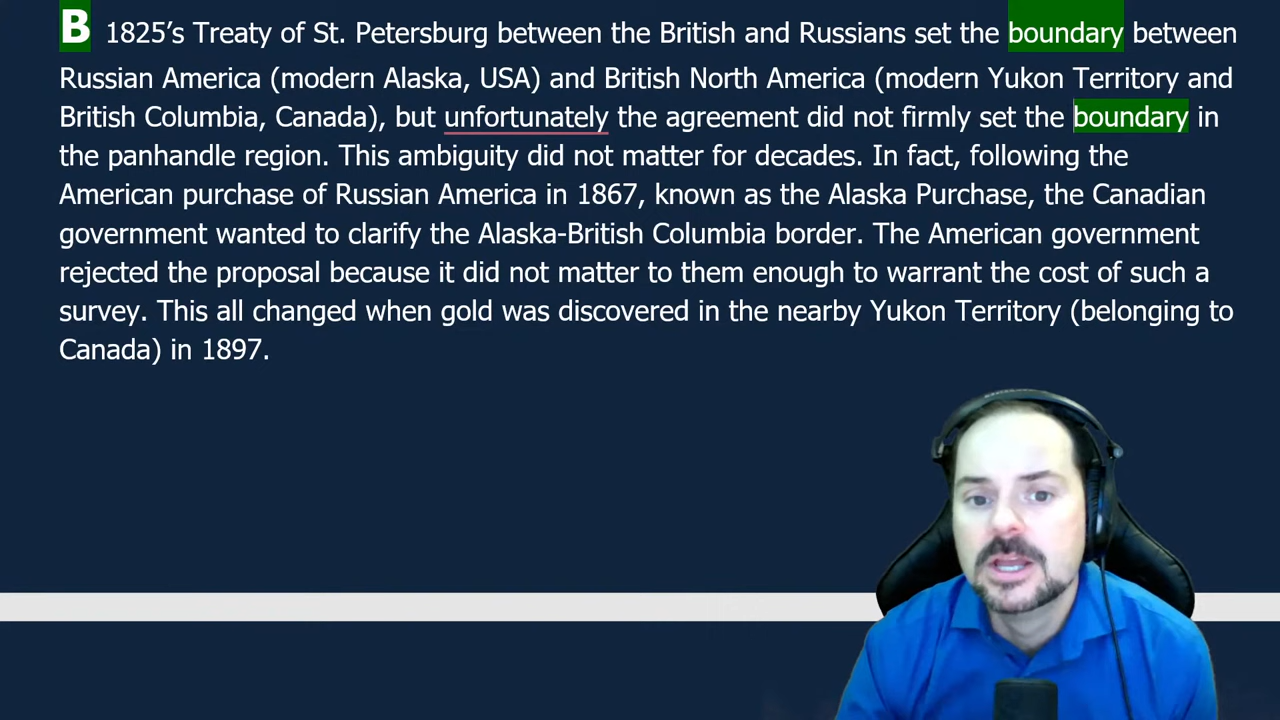 B 1825’s Treaty of St. Petersburg between the British and Russians set the boundary between
Russian America (modern Alaska, USA) and British North America (modern Yukon Territory and
British Columbia, Canada), but unfortunately the agreement did not firmly set the boundary in
the panhandle region. This ambiguity did not matter for decades. In fact, following the
American purchase of Russian America in 1867, known as the Alaska Purchase, the Canadian
government wanted to clarify the Alaska-British Columbia border. The American government
rejected the proposal because it did not matter to them enough to warrant the cost of such a
survey. This all changed when gold was discovered in the nearby Yukon Territory (belonging to
Canada) in 1897.